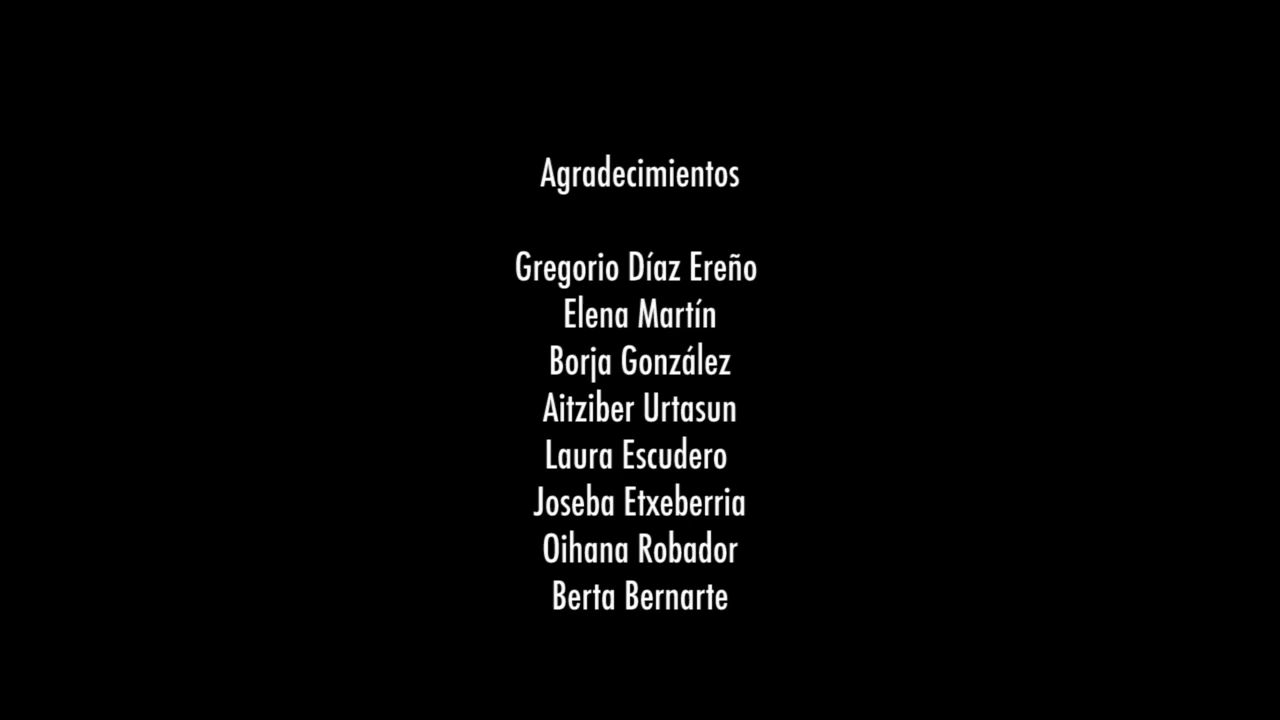 Agradecimientos
Gregorio Díaz Ereño
Elena Martín
Borja González
Aitziber Urtasun
Laura Escudero
Joseba Etxeberria
Oihana Robador
Berta Bernarte